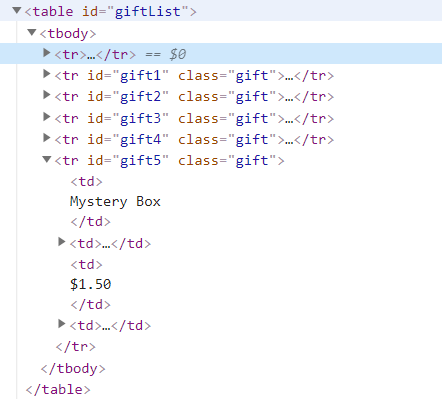 ▼<table id="giftList">
▼<tbody>
▶<tr>…</tr> == $0
▶<tr id="gift1" class="gift">…</tr>
▶<tr id="gift2" class="gift">…</tr>
▶<tr id="gift3" class="gift">…</tr>
▶<tr id="gift4" class="gift">…</tr>
▼<tr id="gift5" class="gift">
<td>
Mystery Box
</td>
▶<td>…</td>
<td>
$1.50
</td>
▶<td>…</td>
</tr>
</tbody>
</table>